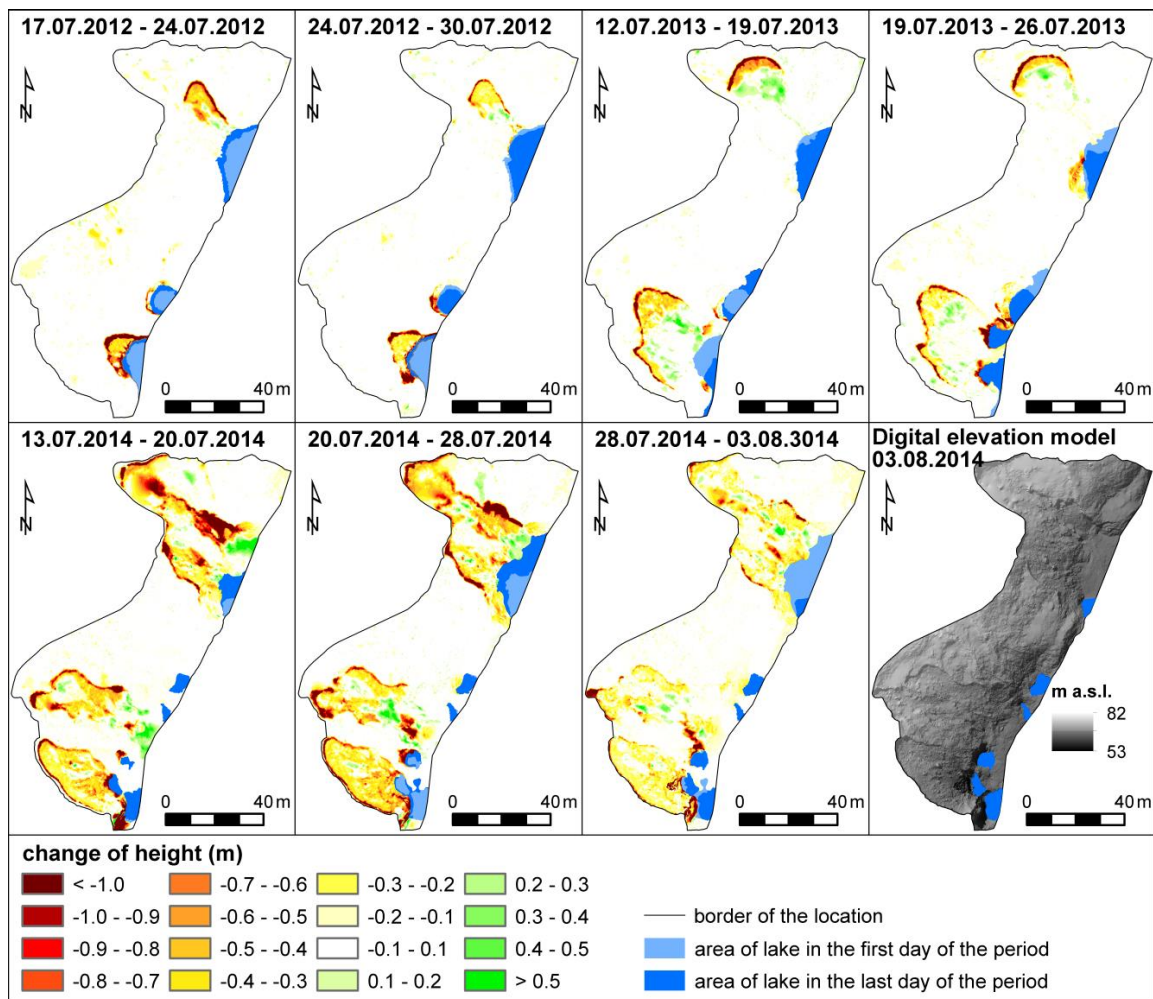 17.07.2012 - 24.07.2012
24.07.2012 - 30.07.2012
12.07.2013 - 19.07.2013
19.07.2013 - 26.07.2013
N
N
N
N
0 40 m
0 40 m
0 40 m
0 40 m
13.07.2014 - 20.07.2014
20.07.2014 - 28.07.2014
28.07.2014 - 03.08.3014
Digital elevation model
03.08.2014
N
N
N
N
m a.s.l.
82
53
0 40 m
0 40 m
0 40 m
0 40 m
change of height (m)
< -1.0
-1.0 - -0.9
-0.9 - -0.8
-0.8 - -0.7
-0.7 - -0.6
-0.6 - -0.5
-0.5 - -0.4
-0.4 - -0.3
-0.3 - -0.2
-0.2 - -0.1
-0.1 - 0.1
0.1 - 0.2
0.2 - 0.3
0.3 - 0.4
0.4 - 0.5
> 0.5
border of the location
area of lake in the first day of the period
area of lake in the last day of the period